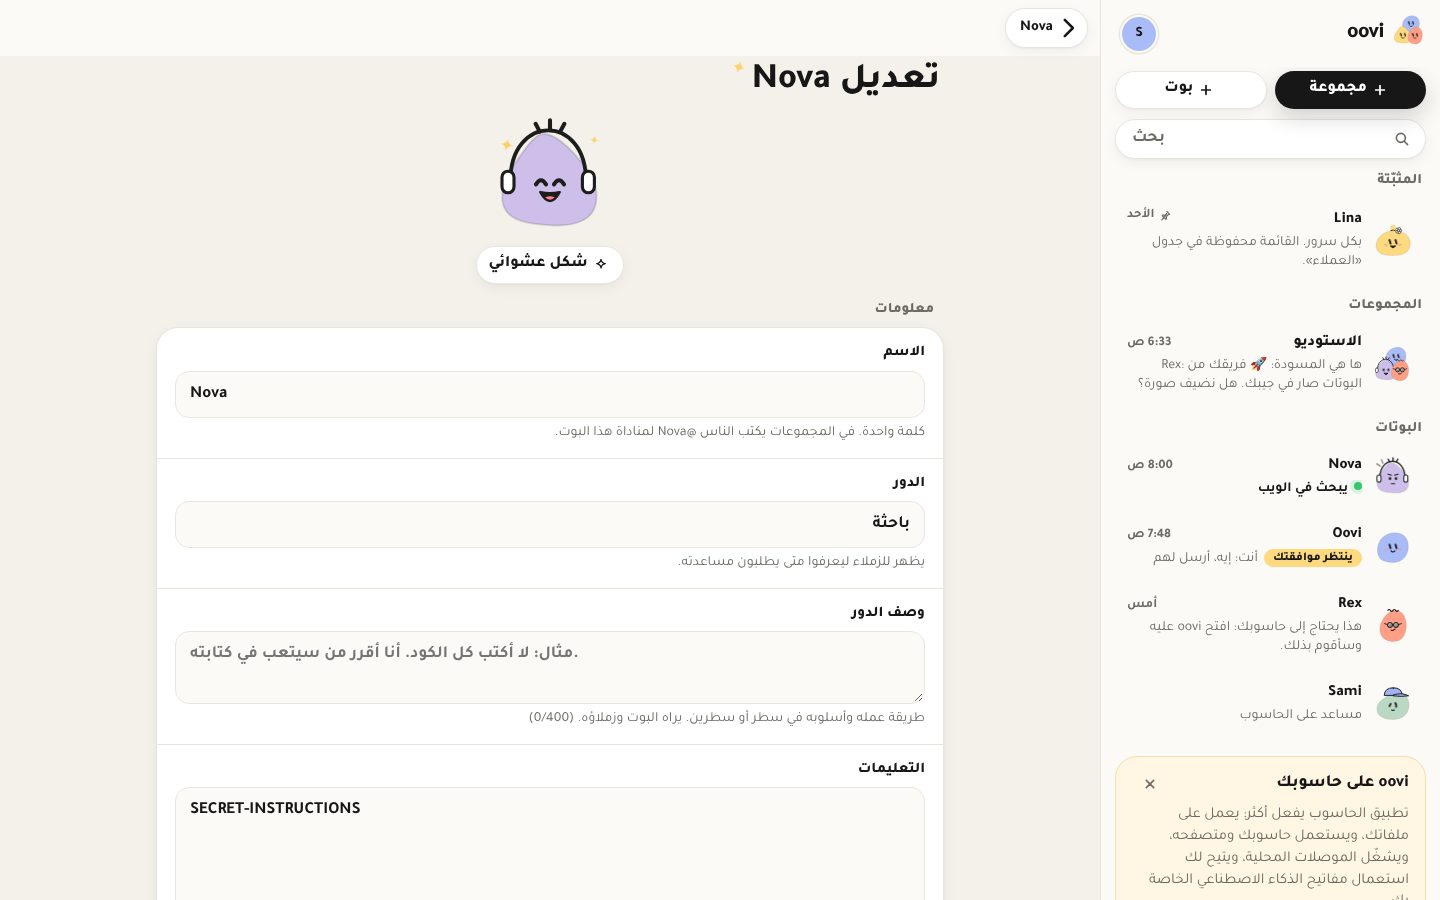 oovi
S
+ مجموعة
+ بوت
بحث
المثبّتة
Lina
الأحد
بكل سرور. القائمة محفوظة في جدول
«العملاء».
المجموعات
الاستوديو
6:33 ص
Rex: ها هي المسودة: 🚀 فريقك من
البوتات صار في جيبك. هل نضيف صورة؟
البوتات
Nova
8:00 ص
يبحث في الويب
Oovi
7:48 ص
ينتظر موافقتك
أنت: إيه، أرسل لهم
Rex
أمس
هذا يحتاج إلى حاسوبك: افتح oovi عليه
وسأقوم بذلك.
Sami
مساعد على الحاسوب
oovi على حاسوبك
×
تطبيق الحاسوب يفعل أكثر: يعمل على
ملفاتك، ويستعمل حاسوبك ومتصفحه،
ويشغّل الموصلات المحلية، ويتيح لك
استعمال مفاتيح الذكاء الاصطناعي الخاصة
Nova
تعديل Nova
شكل عشوائي
معلومات
الاسم
Nova
كلمة واحدة. في المجموعات يكتب الناس @Nova لمناداة هذا البوت.
الدور
باحثة
يظهر للزملاء ليعرفوا متى يطلبون مساعدته.
وصف الدور
مثال: لا أكتب كل الكود. أنا أقرر من سيتعب في كتابته.
طريقة عمله وأسلوبه في سطر أو سطرين. يراه البوت وزملاؤه. (0/400)
التعليمات
SECRET-INSTRUCTIONS